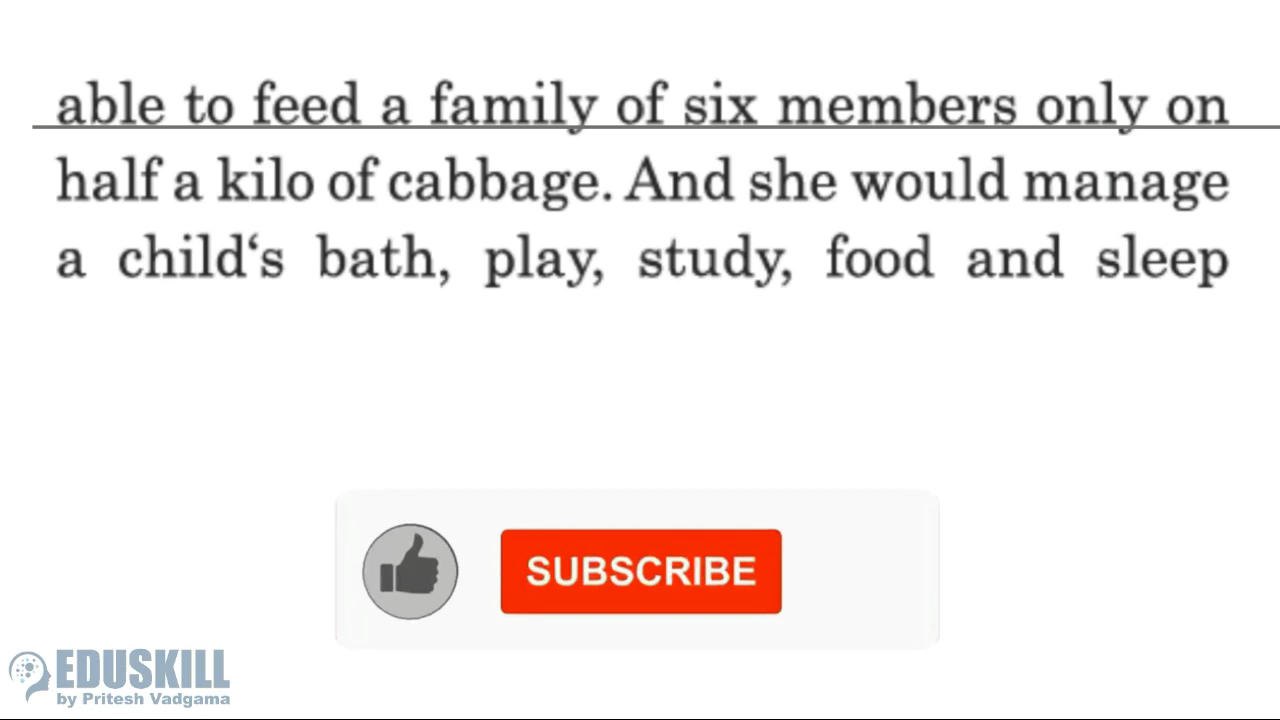 able to feed a family of six members only on
half a kilo of cabbage. And she would manage
a child‘s bath, play, study, food and sleep
SUBSCRIBE
EDUSKILL
by Pritesh Vadgama